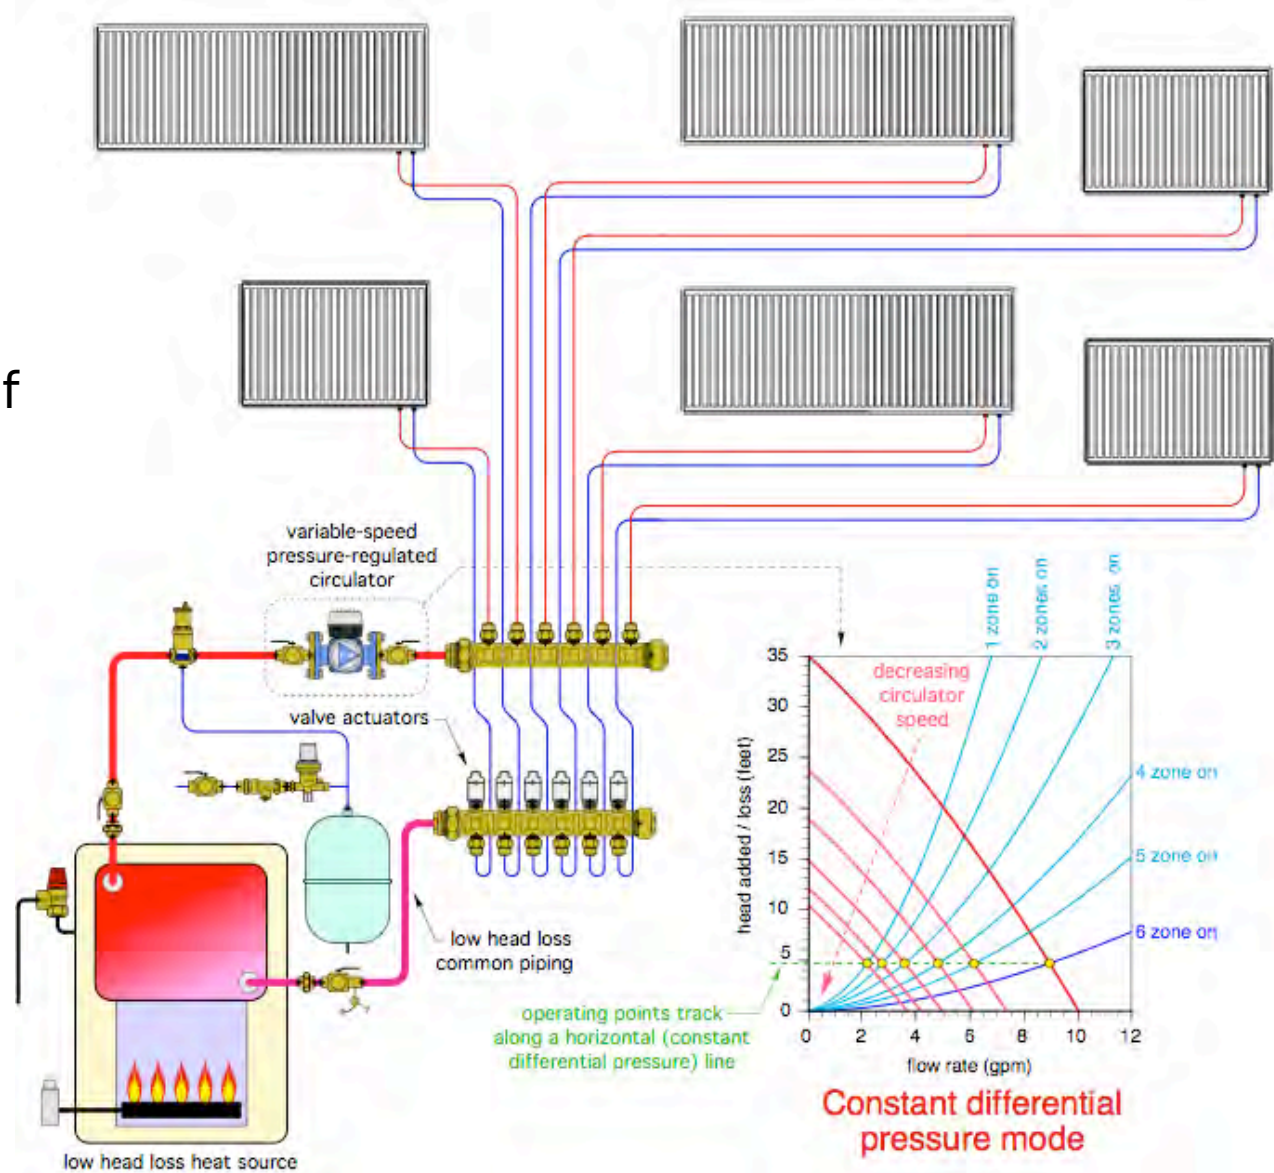 f
variable-speed
pressure-regulated
circulator
valve actuators
low head loss
common piping
low head loss heat source
operating points track
along a horizontal (constant
differential pressure) line
1 zone on
2 zones on
3 zones on
decreasing
circulator
speed
4 zone on
5 zone on
6 zone on
head added / loss (feet)
35
30
25
20
15
10
5
0
0 2 4 6 8 10 12
flow rate (gpm)
Constant differential
pressure mode